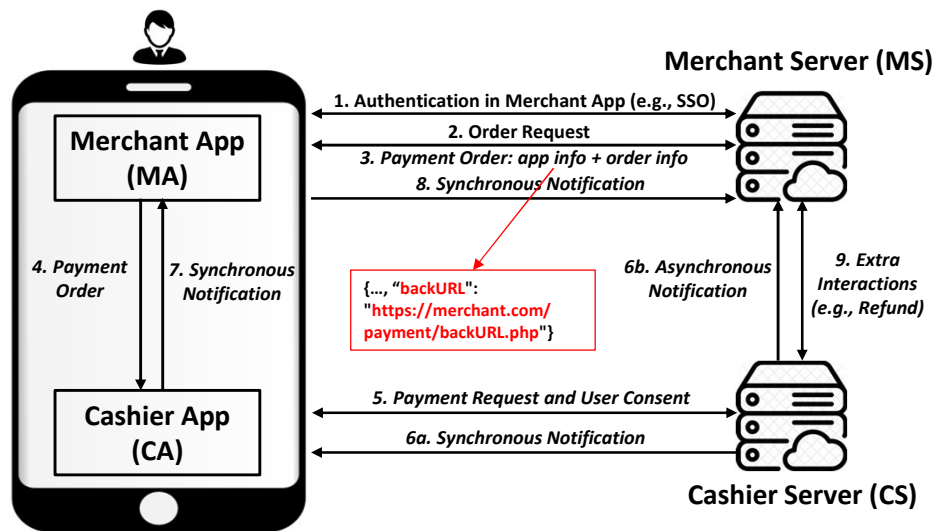 Merchant Server (MS)
1. Authentication in Merchant App (e.g., SSO)
2. Order Request
3. Payment Order: app info + order info
8. Synchronous Notification
Merchant App
(MA)
4. Payment
Order
7. Synchronous
Notification
{…, “backURL":
"https://merchant.com/
payment/backURL.php"}
6b. Asynchronous
Notification
9. Extra
Interactions
(e.g., Refund)
Cashier App
(CA)
5. Payment Request and User Consent
6a. Synchronous Notification
Cashier Server (CS)